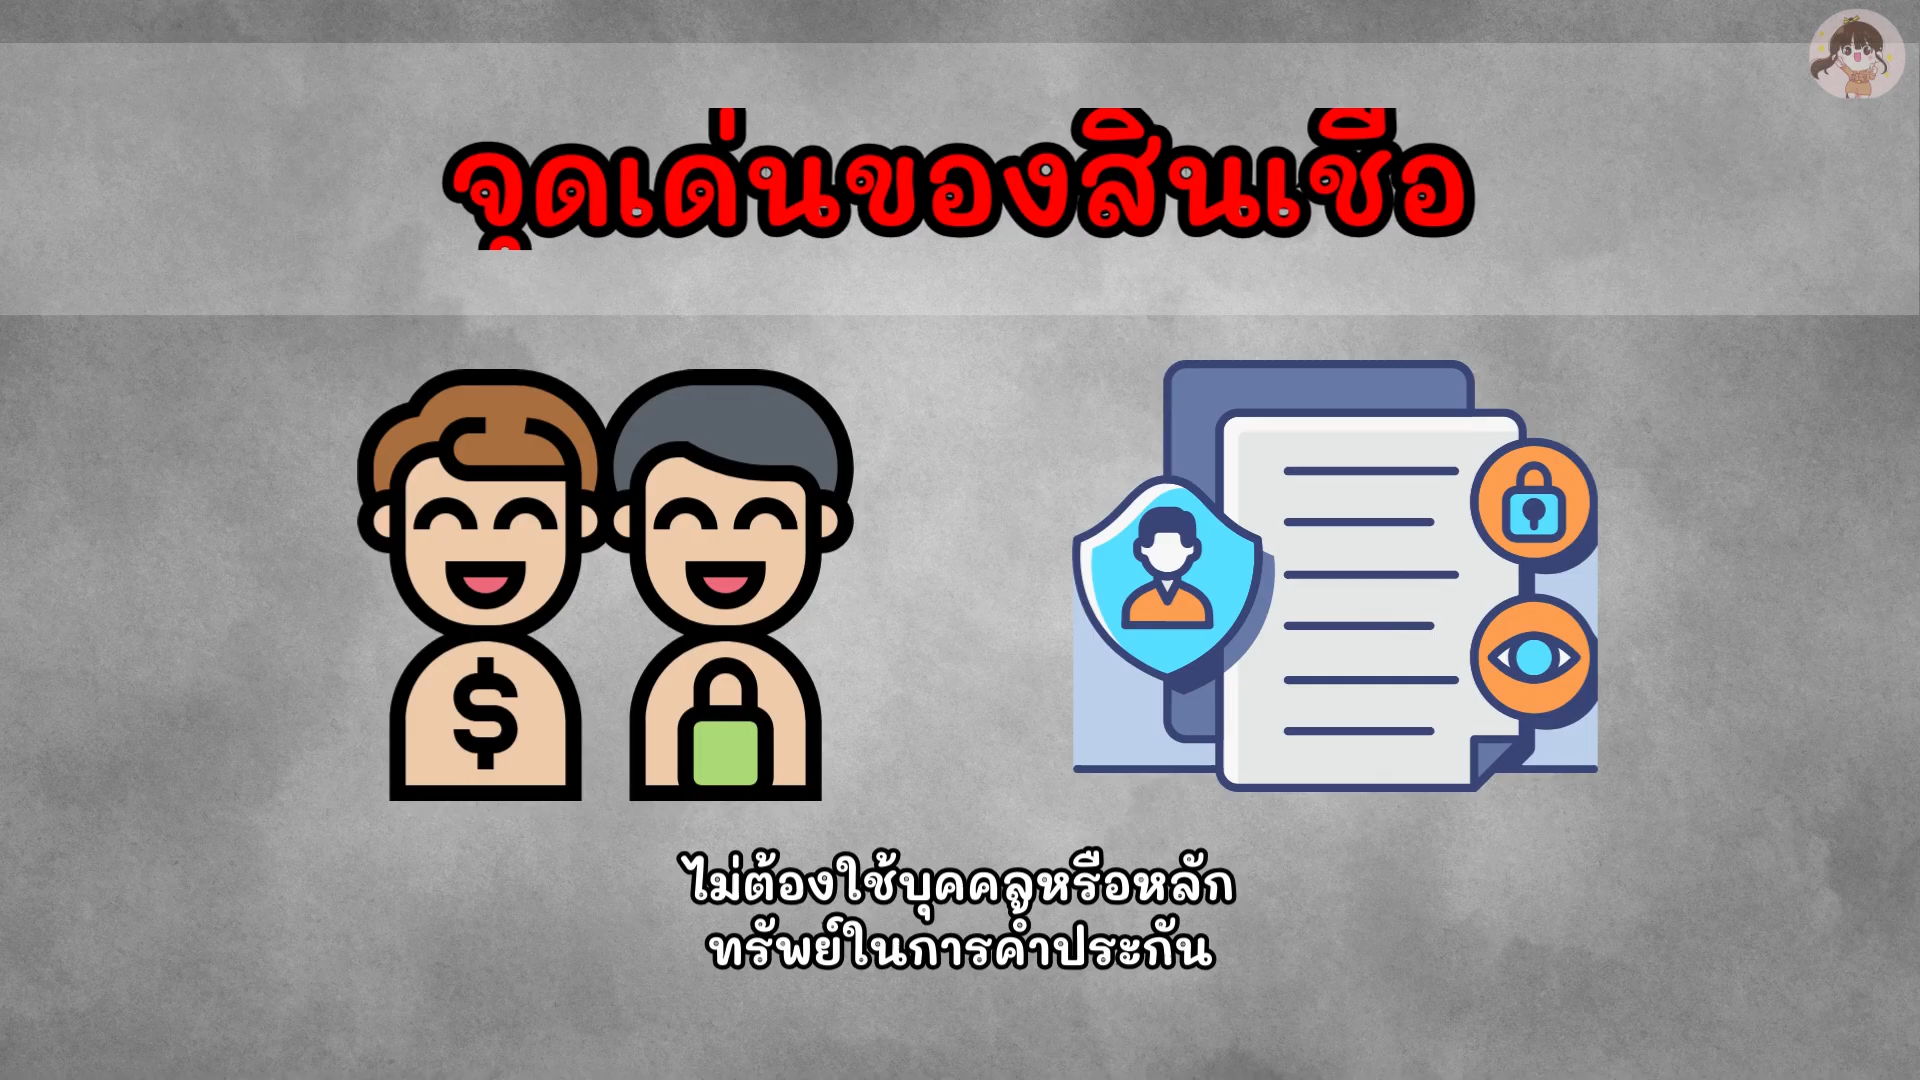 จุดเด่นของสินเชื่อ
$
ไม่ต้องใช้บุคคลหรือหลัก
ทรัพย์ในการค้ำประกัน